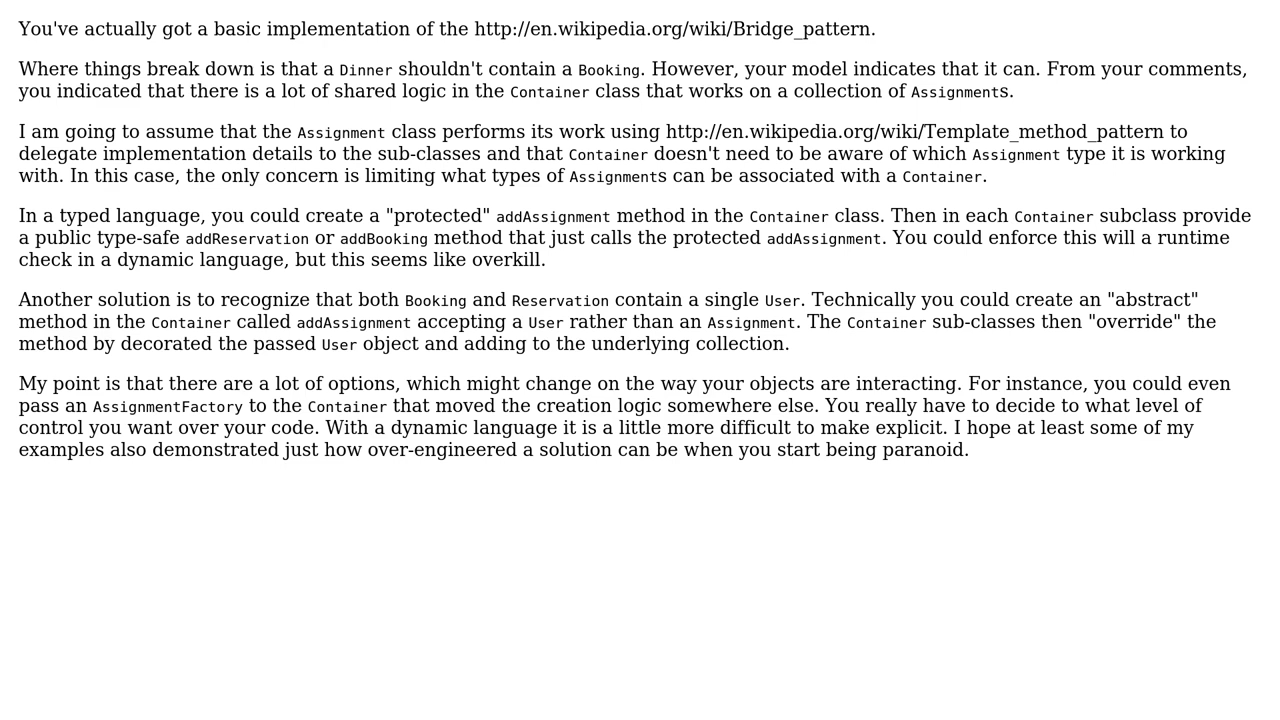 You've actually got a basic implementation of the http://en.wikipedia.org/wiki/Bridge_pattern.
Where things break down is that a Dinner shouldn't contain a Booking. However, your model indicates that it can. From your comments,
you indicated that there is a lot of shared logic in the Container class that works on a collection of Assignments.
I am going to assume that the Assignment class performs its work using http://en.wikipedia.org/wiki/Template_method_pattern to
delegate implementation details to the sub-classes and that Container doesn't need to be aware of which Assignment type it is working
with. In this case, the only concern is limiting what types of Assignments can be associated with a Container.
In a typed language, you could create a "protected" addAssignment method in the Container class. Then in each Container subclass provide
a public type-safe addReservation or addBooking method that just calls the protected addAssignment. You could enforce this will a runtime
check in a dynamic language, but this seems like overkill.
Another solution is to recognize that both Booking and Reservation contain a single User. Technically you could create an "abstract"
method in the Container called addAssignment accepting a User rather than an Assignment. The Container sub-classes then "override" the
method by decorated the passed User object and adding to the underlying collection.
My point is that there are a lot of options, which might change on the way your objects are interacting. For instance, you could even
pass an AssignmentFactory to the Container that moved the creation logic somewhere else. You really have to decide to what level of
control you want over your code. With a dynamic language it is a little more difficult to make explicit. I hope at least some of my
examples also demonstrated just how over-engineered a solution can be when you start being paranoid.